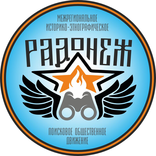 МЕЖРЕГИОНАЛЬНОЕ
ИСТОРИКО-ЭТНОГРАФИЧЕСКОЕ
РАДОНЕЖ
ПОИСКОВОЕ ОБЩЕСТВЕННОЕ
ДВИЖЕНИЕ